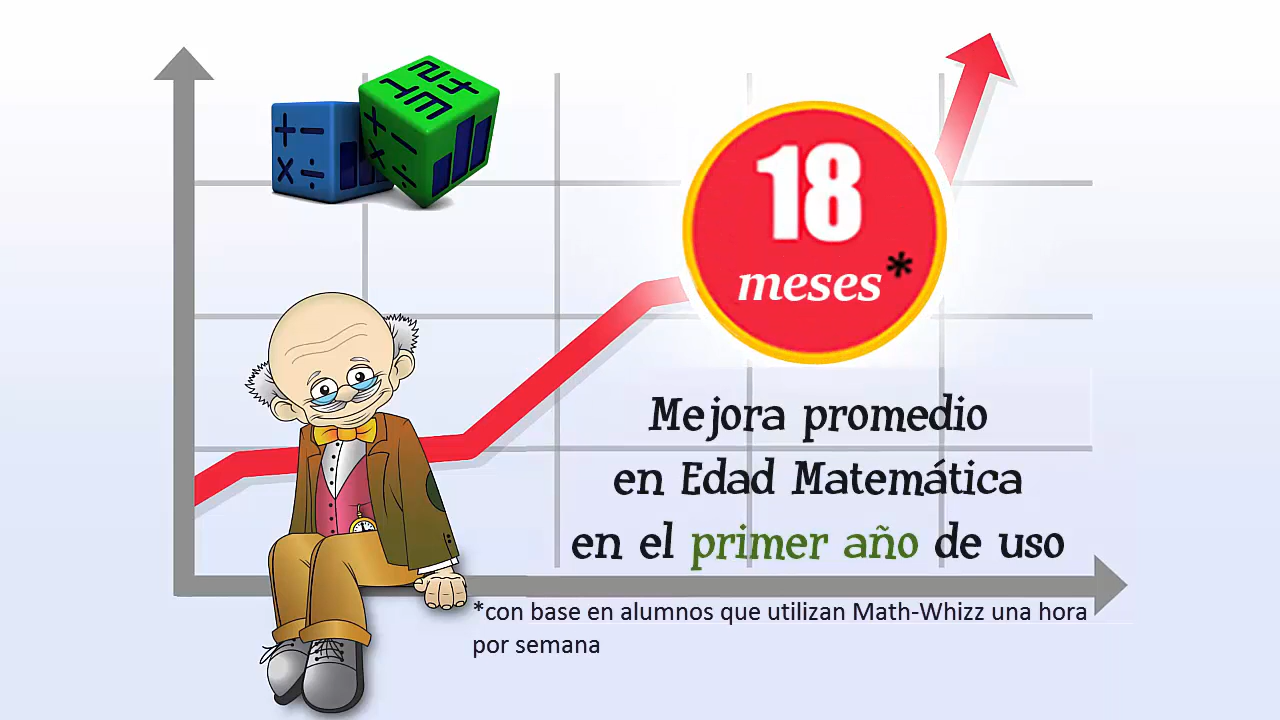 18
meses*
Mejora promedio
en Edad Matemática
en el primer año de uso
*con base en alumnos que utilizan Math-Whizz una hora
por semana